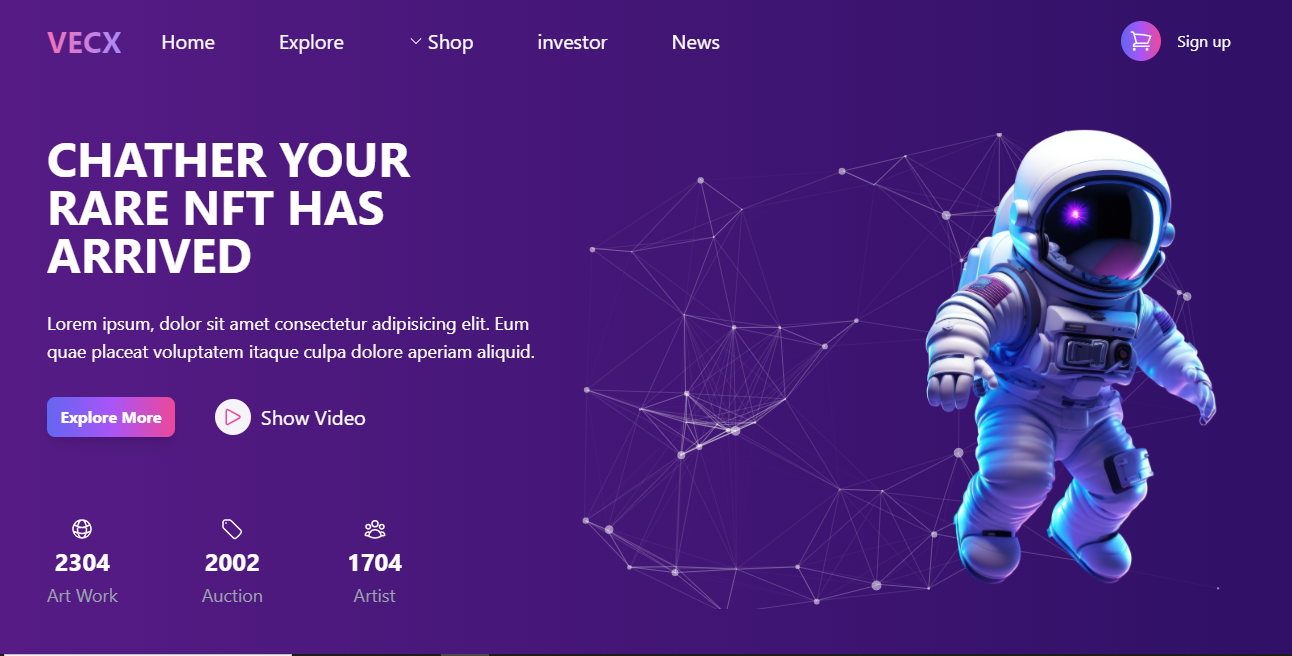 VECX Home Explore Shop investor News Sign up
CHATHER YOUR
RARE NFT HAS
ARRIVED
Lorem ipsum, dolor sit amet consectetur adipisicing elit. Eum
quae placeat voluptatem itaque culpa dolore aperiam aliquid.
Explore More Show Video
2304 2002 1704
Art Work Auction Artist